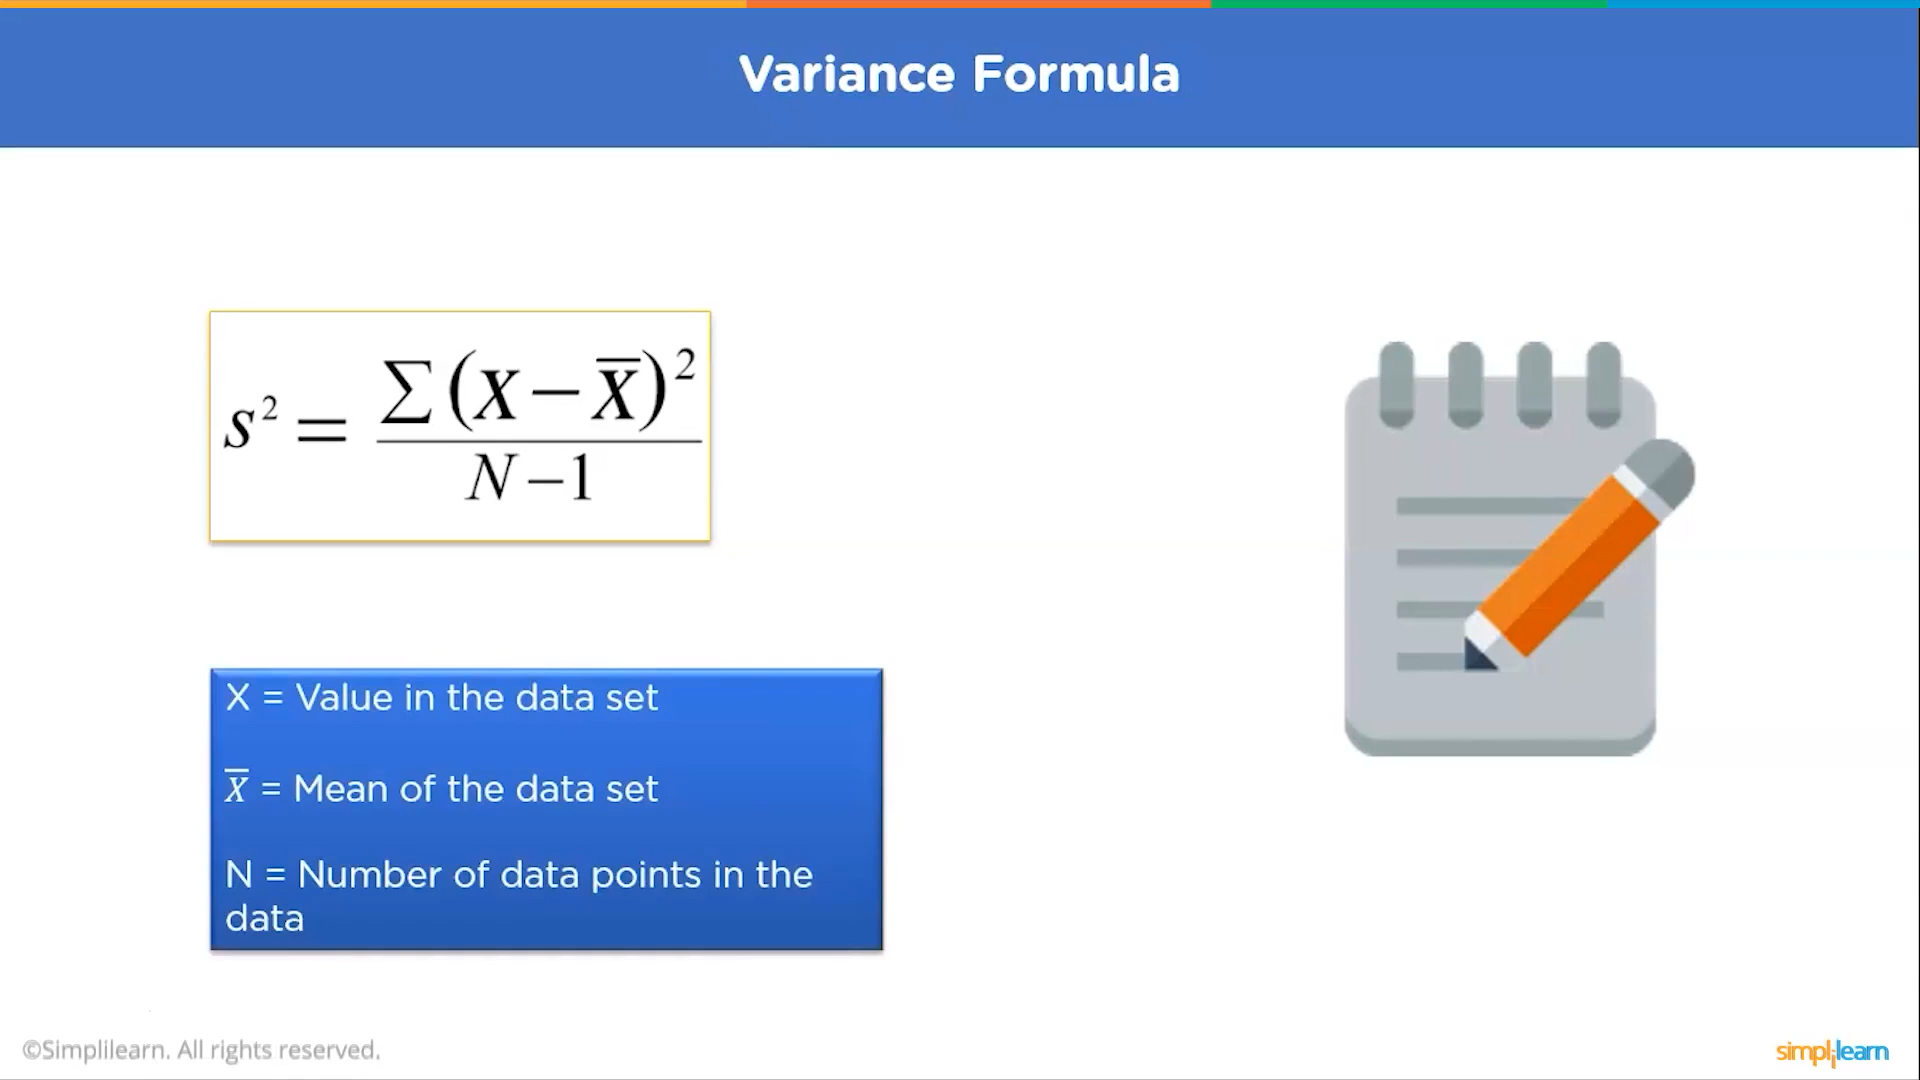 Variance Formula
s² = ∑(X−X̅)² / N−1
X = Value in the data set
X̅ = Mean of the data set
N = Number of data points in the
data
©Simplilearn. All rights reserved.
simplilearn